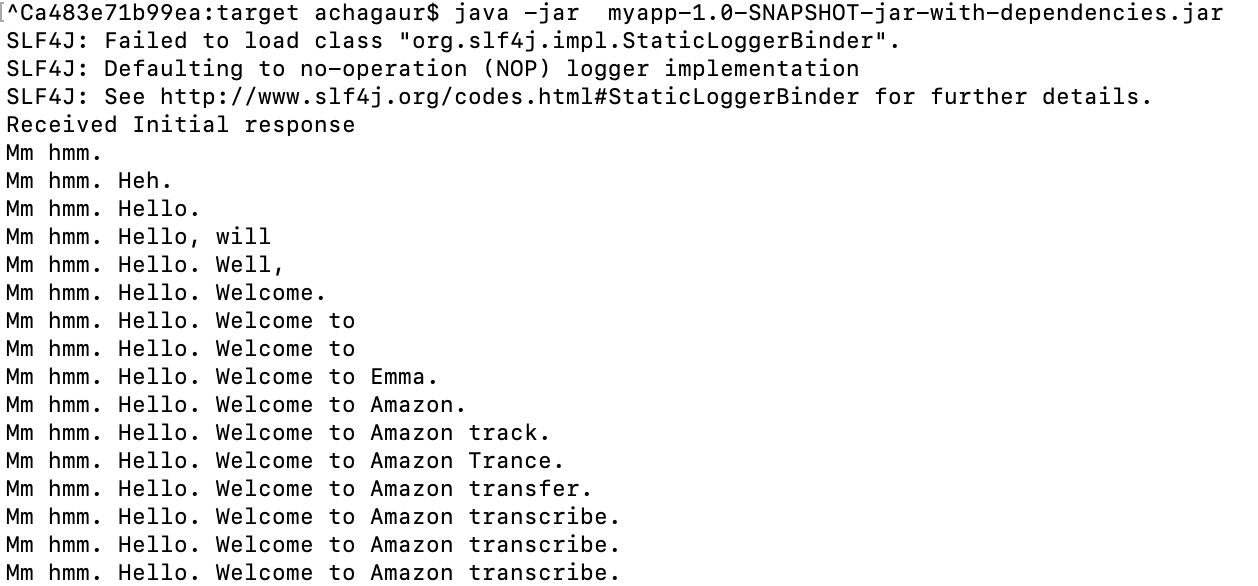 ^Ca483e71b99ea:target achagaur$ java -jar  myapp-1.0-SNAPSHOT-jar-with-dependencies.jar
SLF4J: Failed to load class "org.slf4j.impl.StaticLoggerBinder".
SLF4J: Defaulting to no-operation (NOP) logger implementation
SLF4J: See http://www.slf4j.org/codes.html#StaticLoggerBinder for further details.
Received Initial response
Mm hmm.
Mm hmm. Heh.
Mm hmm. Hello.
Mm hmm. Hello, will
Mm hmm. Hello. Well,
Mm hmm. Hello. Welcome.
Mm hmm. Hello. Welcome to
Mm hmm. Hello. Welcome to
Mm hmm. Hello. Welcome to Emma.
Mm hmm. Hello. Welcome to Amazon.
Mm hmm. Hello. Welcome to Amazon track.
Mm hmm. Hello. Welcome to Amazon Trance.
Mm hmm. Hello. Welcome to Amazon transfer.
Mm hmm. Hello. Welcome to Amazon transcribe.
Mm hmm. Hello. Welcome to Amazon transcribe.
Mm hmm. Hello. Welcome to Amazon transcribe.